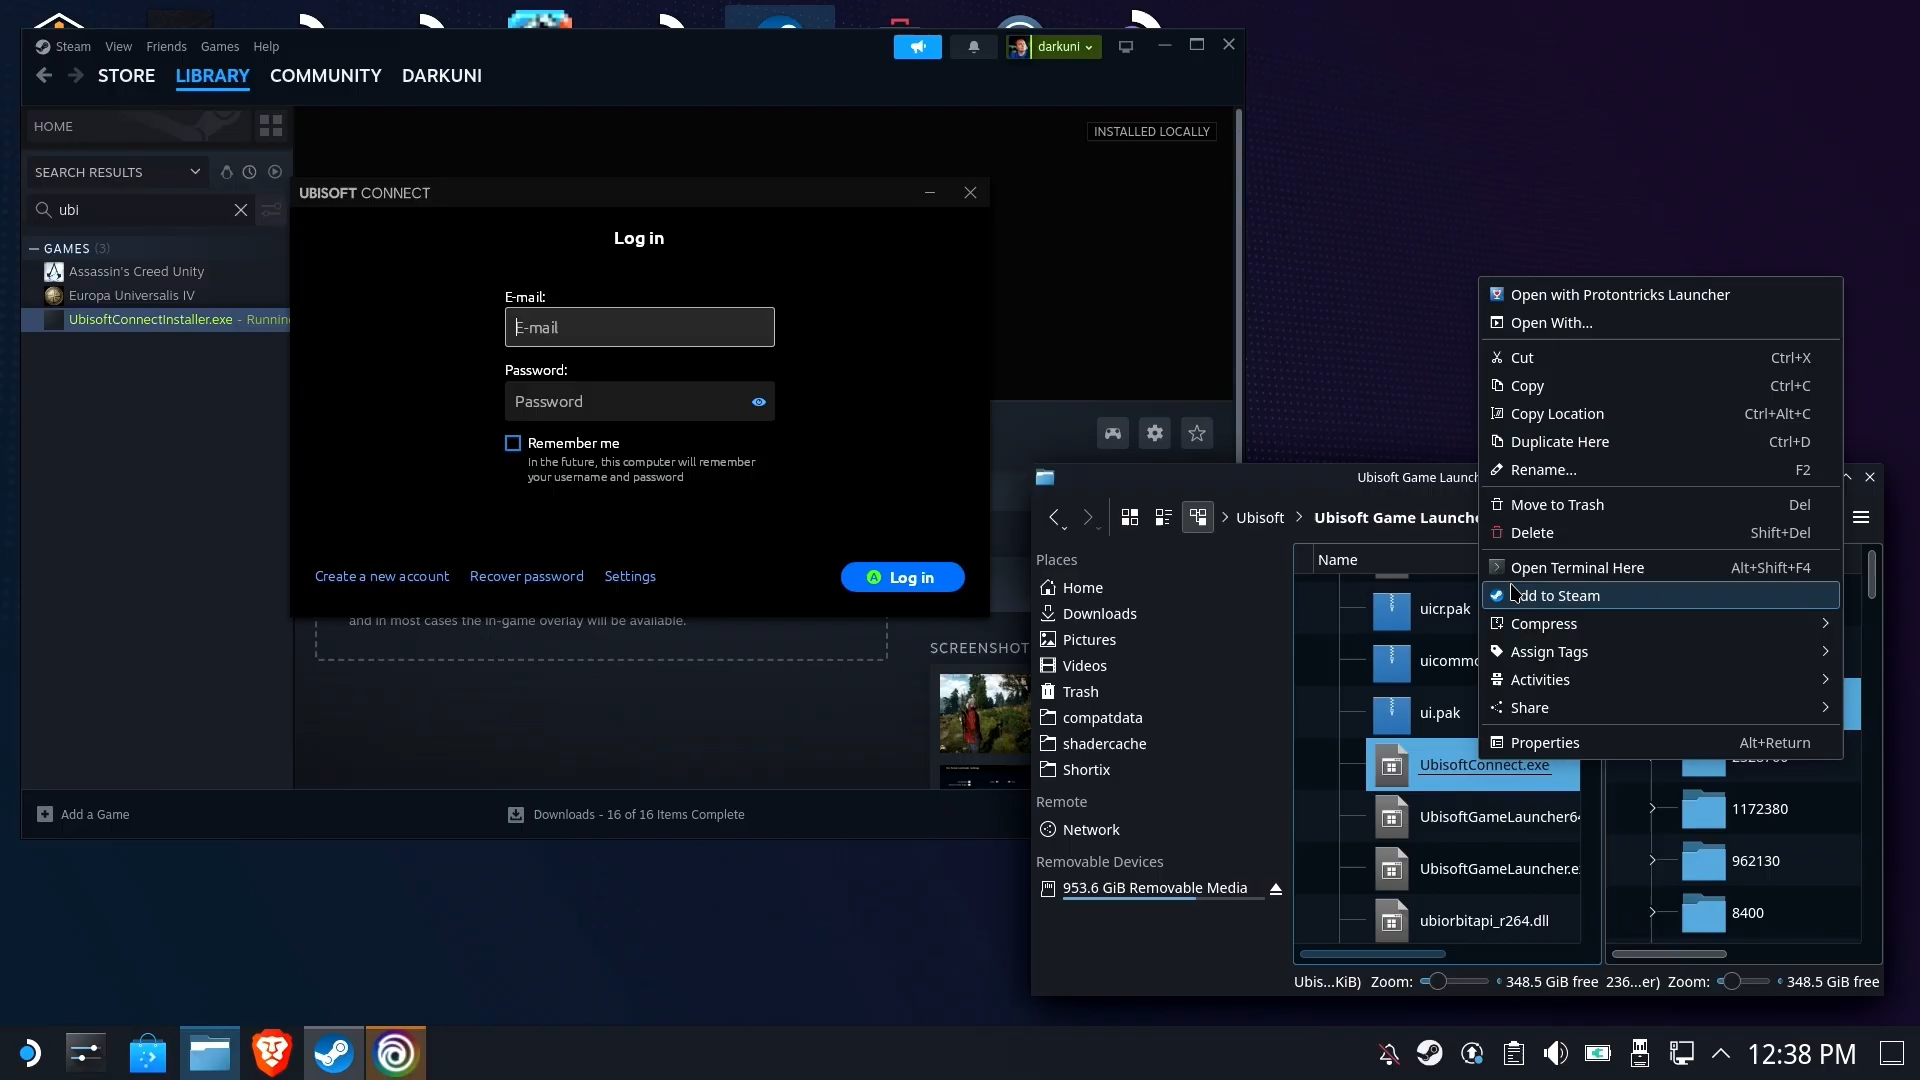 Steam View Friends Games Help
darkuni
STORE LIBRARY COMMUNITY DARKUNI
HOME
INSTALLED LOCALLY
SEARCH RESULTS
ubi
GAMES (3)
Assassin's Creed Unity
Europa Universalis IV
UbisoftConnectInstaller.exe - Running
UBISOFT CONNECT
Log in
E-mail:
E-mail
Password:
Password
Remember me
In the future, this computer will remember
your username and password
Create a new account Recover password Settings
A Log in
and in most cases the in-game overlay will be available.
SCREENSHOT
Add a Game
Downloads - 16 of 16 Items Complete
Open with Protontricks Launcher
Open With...
Cut Ctrl+X
Copy Ctrl+C
Copy Location Ctrl+Alt+C
Duplicate Here Ctrl+D
Rename... F2
Move to Trash Del
Delete Shift+Del
Open Terminal Here Alt+Shift+F4
Add to Steam
Compress
Assign Tags
Activities
Share
Properties Alt+Return
Ubisoft Game Launch
Ubisoft > Ubisoft Game Launche
Places
Home
Downloads
Pictures
Videos
Trash
compatdata
shadercache
Shortix
Remote
Network
Removable Devices
953.6 GiB Removable Media
Name
uicr.pak
uicommo
ui.pak
UbisoftConnect.exe
UbisoftGameLauncher64
UbisoftGameLauncher.e
ubiorbitapi_r264.dll
1172380
962130
8400
Ubis...KiB) Zoom: 348.5 GiB free
236...er) Zoom: 348.5 GiB free
12:38 PM